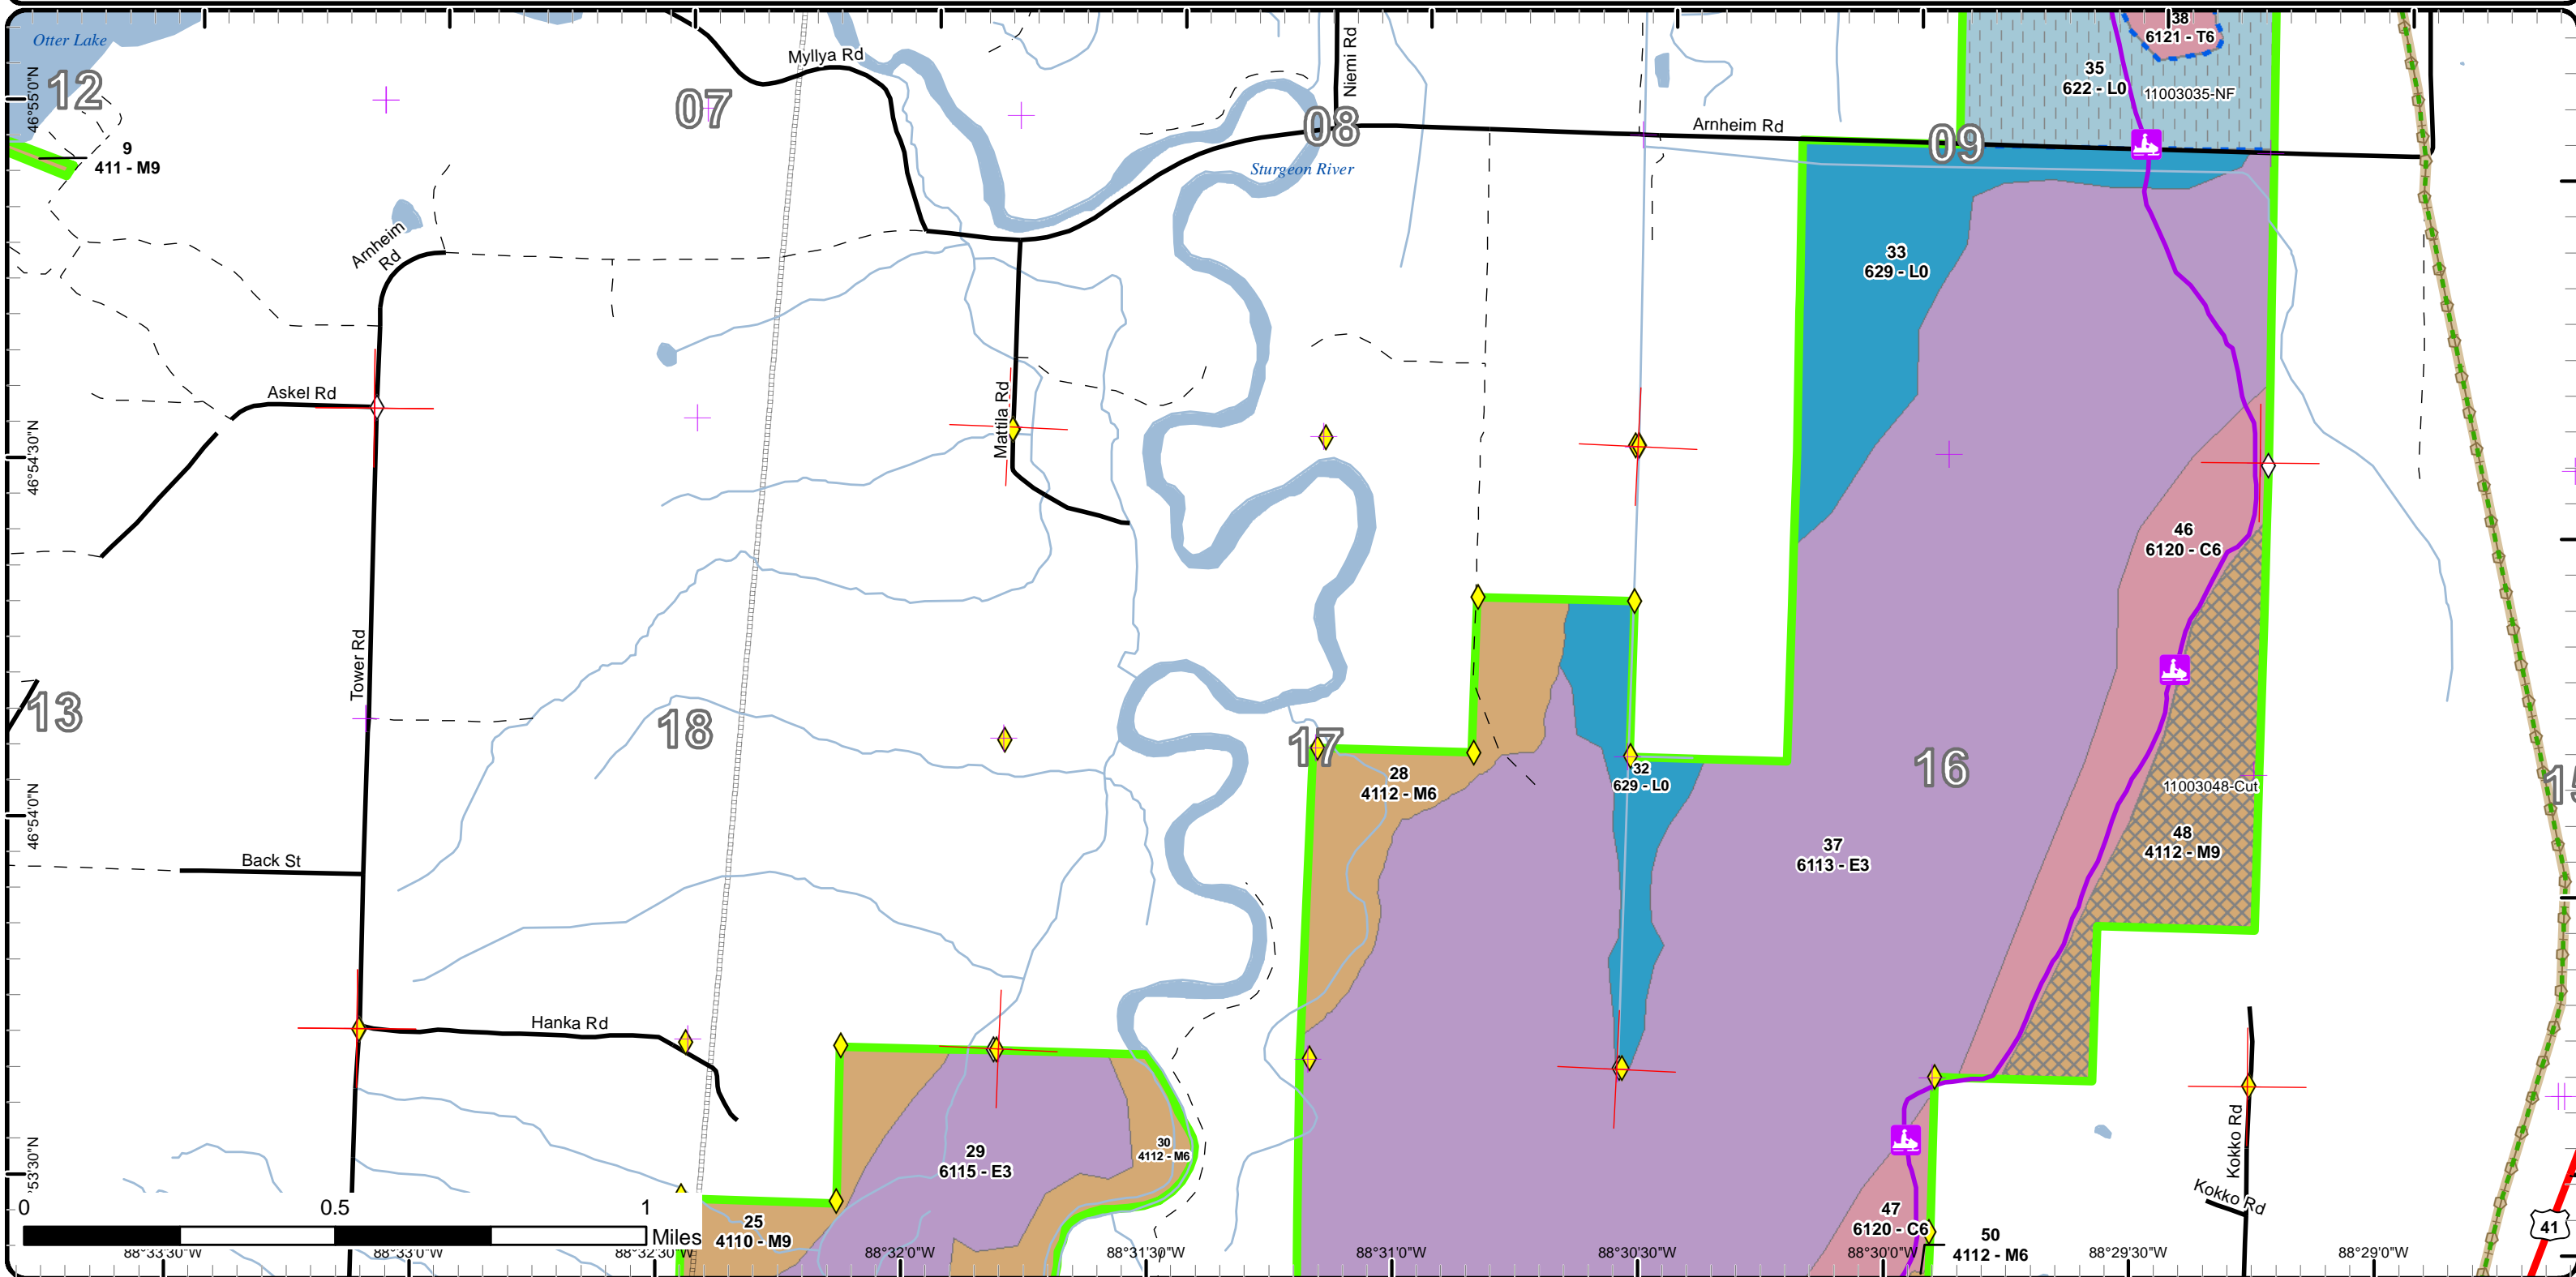 Otter Lake
12
46°55'0"N
9
411 - M9
07
Myllya Rd
Niemi Rd
08
Sturgeon River
Arnheim Rd
09
35
622 - L0
11003035-NF
38
6121 - T6
Arnheim
Rd
33
629 - L0
Askel Rd
46°54'30"N
Mattila Rd
46
6120 - C6
Tower Rd
13
18
17
28
4112 - M6
32
629 - L0
16
11003048-Cut
15
46°54'0"N
37
6113 - E3
48
4112 - M9
Back St
Hanka Rd
29
6115 - E3
30
4112 - M6
Kokko Rd
Kokko Rd
53'30"N
0
0.5
1
Miles
25
4110 - M9
47
6120 - C6
50
4112 - M6
41
88°33'30"W
88°33'0"W
88°32'30"W
88°32'0"W
88°31'30"W
88°31'0"W
88°30'30"W
88°30'0"W
88°29'30"W
88°29'0"W